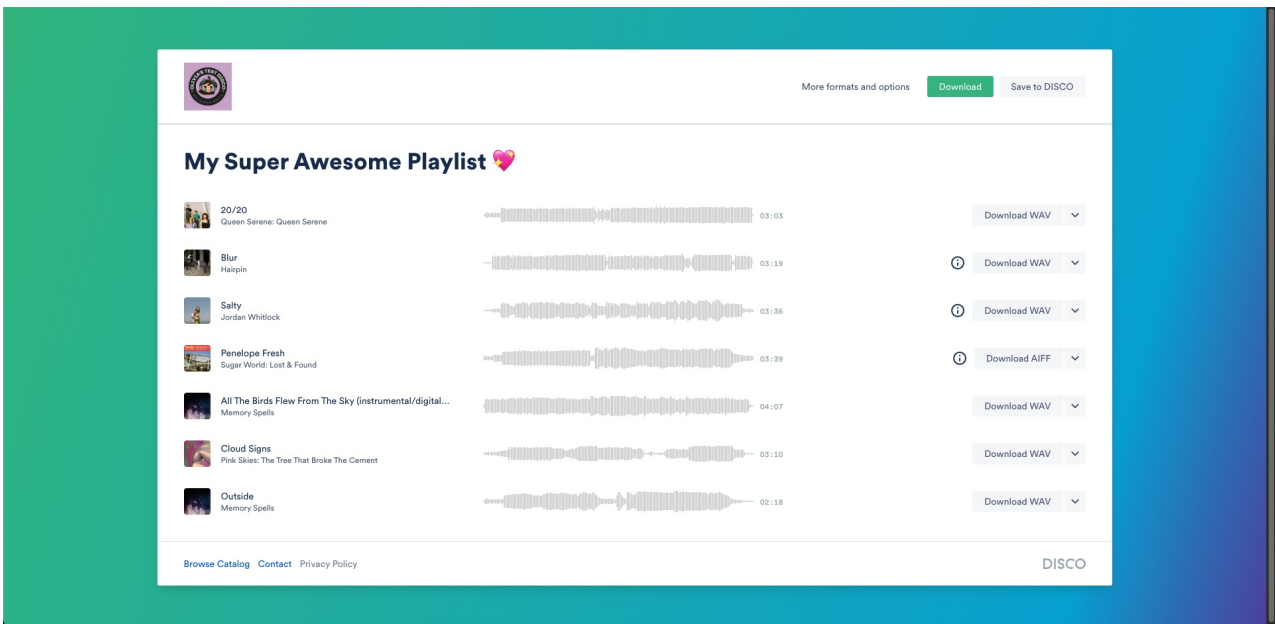 OLIVIA'S TEST DISCO
More formats and options
Download
Save to DISCO
My Super Awesome Playlist 💖
20/20
Queen Serene: Queen Serene
03:03
Download WAV
Blur
Hairpin
03:19
Download WAV
Salty
Jordan Whitlock
03:36
Download WAV
Penelope Fresh
Sugar World: Lost & Found
03:39
Download AIFF
All The Birds Flew From The Sky (instrumental/digital...
Memory Spells
04:07
Download WAV
Cloud Signs
Pink Skies: The Tree That Broke The Cement
03:10
Download WAV
Outside
Memory Spells
02:18
Download WAV
Browse Catalog Contact Privacy Policy
DISCO